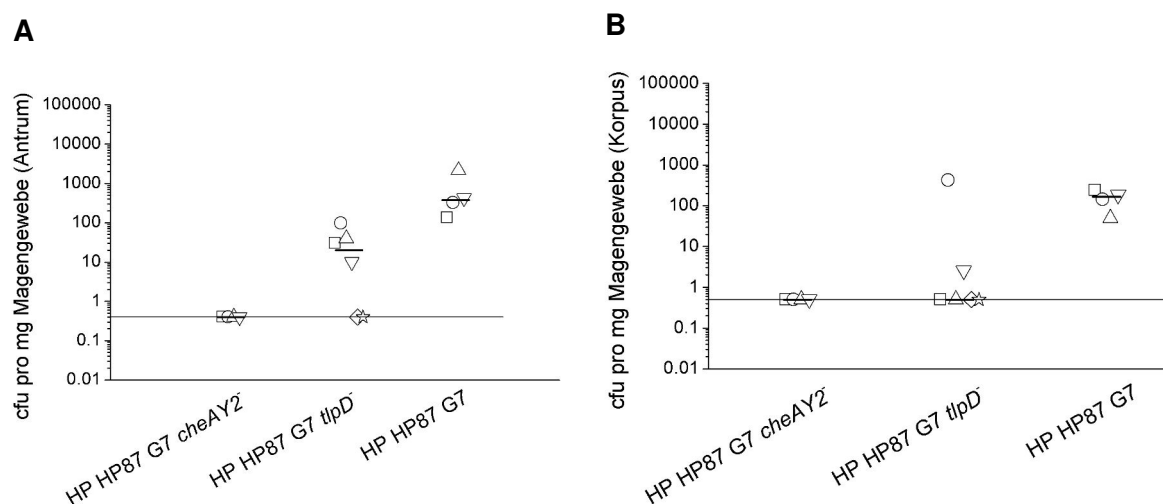 A
cfu pro mg Magengewebe (Antrum)
100000
10000
1000
100
10
1
0.1
0.01
HP HP87 G7 cheAY2⁻
HP HP87 G7 tlpD⁻
HP HP87 G7
B
cfu pro mg Magengewebe (Korpus)
100000
10000
1000
100
10
1
0.1
0.01
HP HP87 G7 cheAY2⁻
HP HP87 G7 tlpD⁻
HP HP87 G7